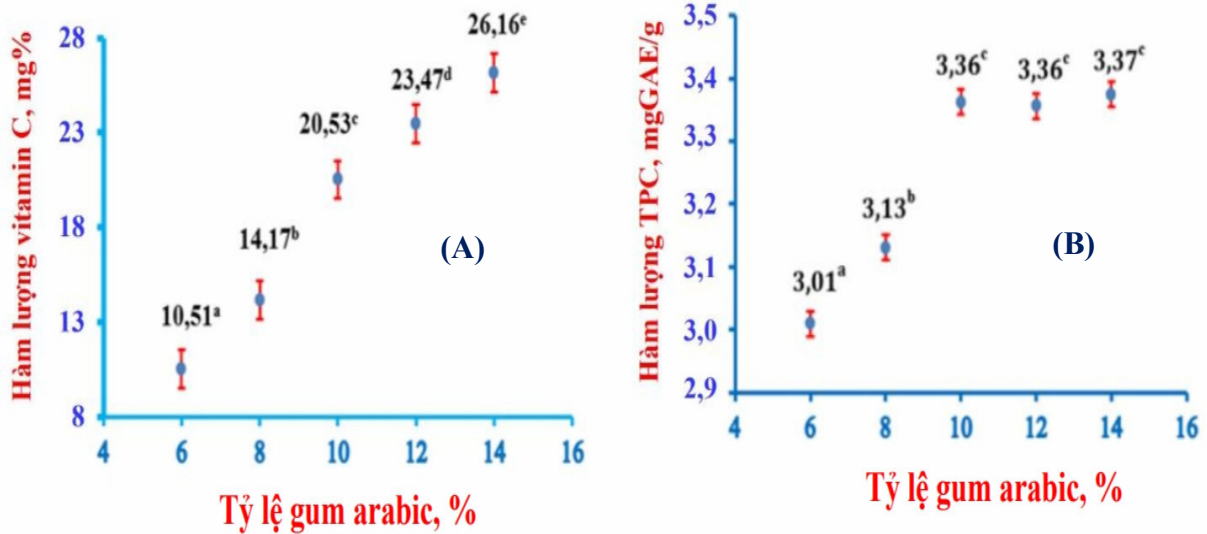 Hàm lượng vitamin C, mg%
28
23
18
13
8
10,51ᵃ
14,17ᵇ
20,53ᶜ
23,47ᵈ
26,16ᵉ
(A)
4 6 8 10 12 14 16
Tỷ lệ gum arabic, %
Hàm lượng TPC, mgGAE/g
3,5
3,4
3,3
3,2
3,1
3,0
2,9
3,01ᵃ
3,13ᵇ
3,36ᶜ
3,36ᶜ
3,37ᶜ
(B)
4 6 8 10 12 14 16
Tỷ lệ gum arabic, %